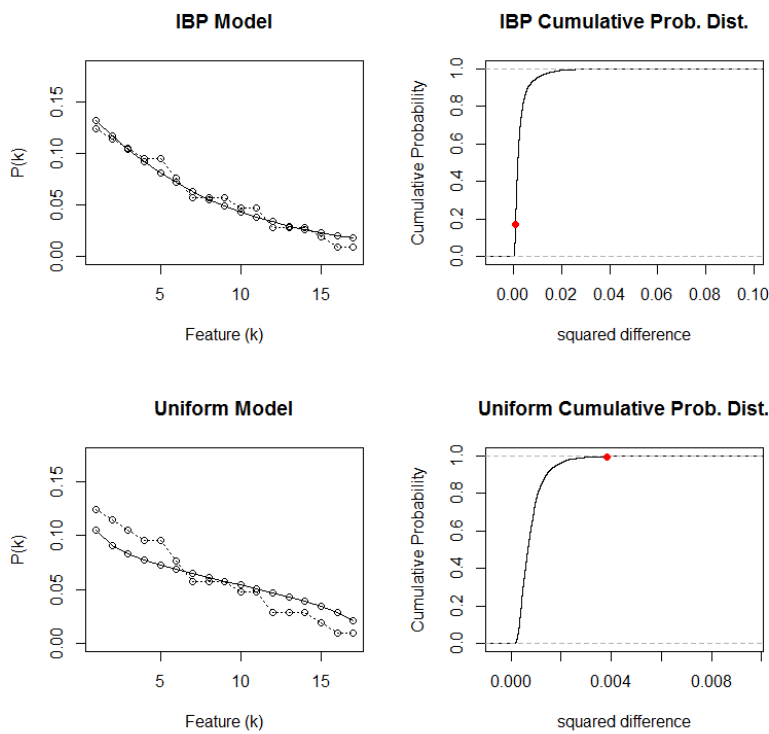 IBP Model
P(k)
0.00 0.05 0.10 0.15
5 10 15
Feature (k)
IBP Cumulative Prob. Dist.
Cumulative Probability
0.0 0.2 0.4 0.6 0.8 1.0
0.00 0.02 0.04 0.06 0.08 0.10
squared difference
Uniform Model
P(k)
0.00 0.05 0.10 0.15
5 10 15
Feature (k)
Uniform Cumulative Prob. Dist.
Cumulative Probability
0.0 0.2 0.4 0.6 0.8 1.0
0.000 0.004 0.008
squared difference